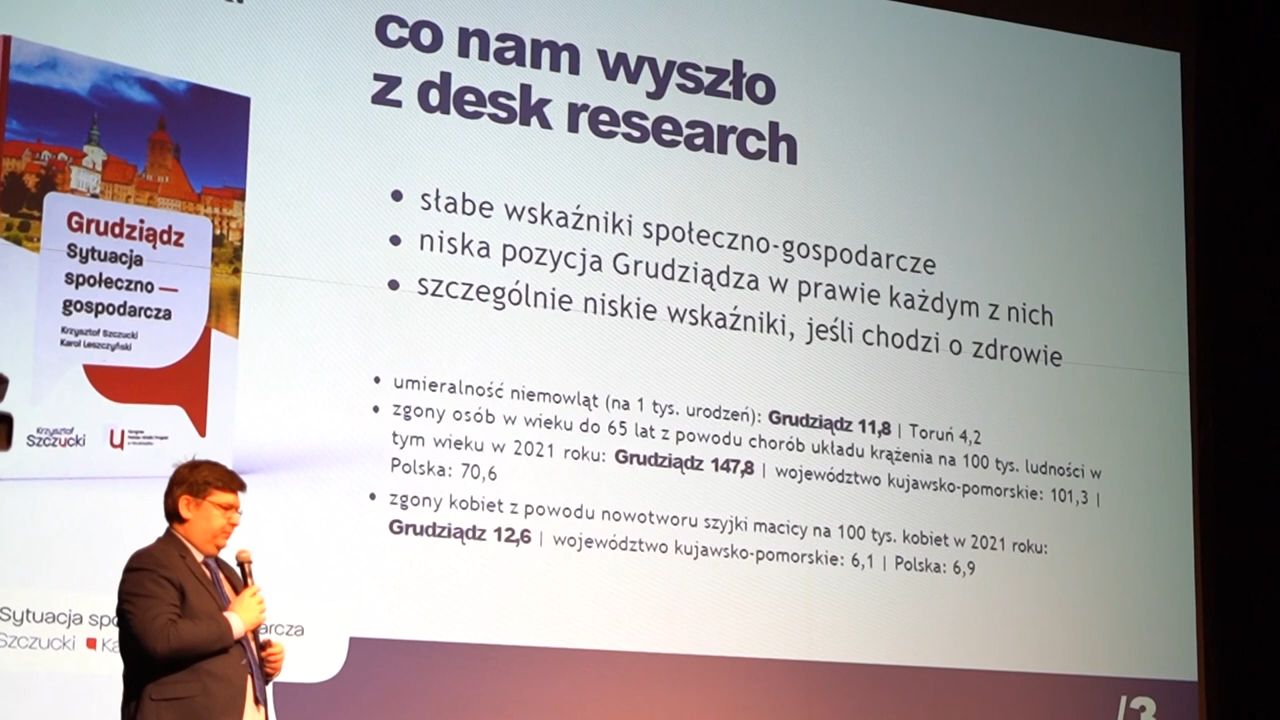 co nam wyszło
z desk research
• słabe wskaźniki społeczno-gospodarcze
• niska pozycja Grudziądza w prawie każdym z nich
• szczególnie niskie wskaźniki, jeśli chodzi o zdrowie
• umieralność niemowląt (na 1 tys. urodzeń): Grudziądz 11,8 | Toruń 4,2
• zgony osób w wieku do 65 lat z powodu chorób układu krążenia na 100 tys. ludności w
tym wieku w 2021 roku: Grudziądz 147,8 | województwo kujawsko-pomorskie: 101,3 |
Polska: 70,6
• zgony kobiet z powodu nowotworu szyjki macicy na 100 tys. kobiet w 2021 roku:
Grudziądz 12,6 | województwo kujawsko-pomorskie: 6,1 | Polska: 6,9
Grudziądz
Sytuacja
społeczno —
gospodarcza
Krzysztof Szczucki
Karol Leszczyński
Krzysztof
Szczucki
Sytuacja spo arcza
Szczucki Ka
/3